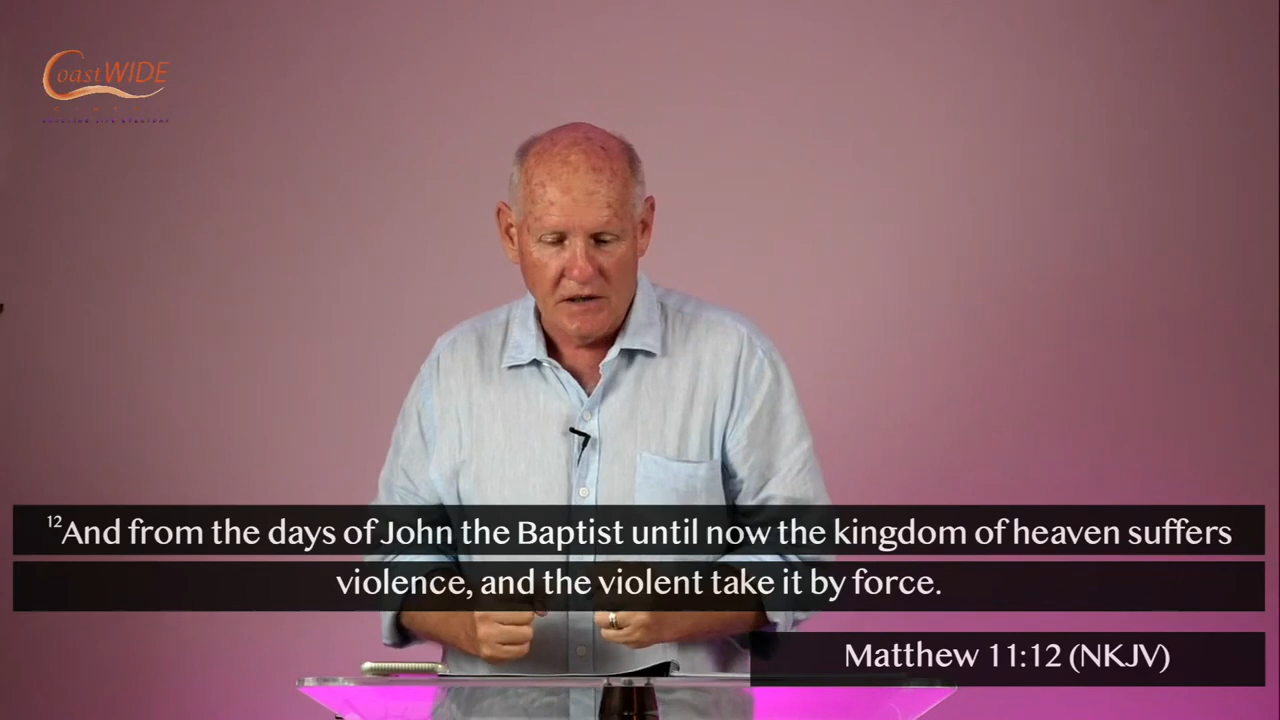 CoastWIDE
¹²And from the days of John the Baptist until now the kingdom of heaven suffers
violence, and the violent take it by force.
Matthew 11:12 (NKJV)